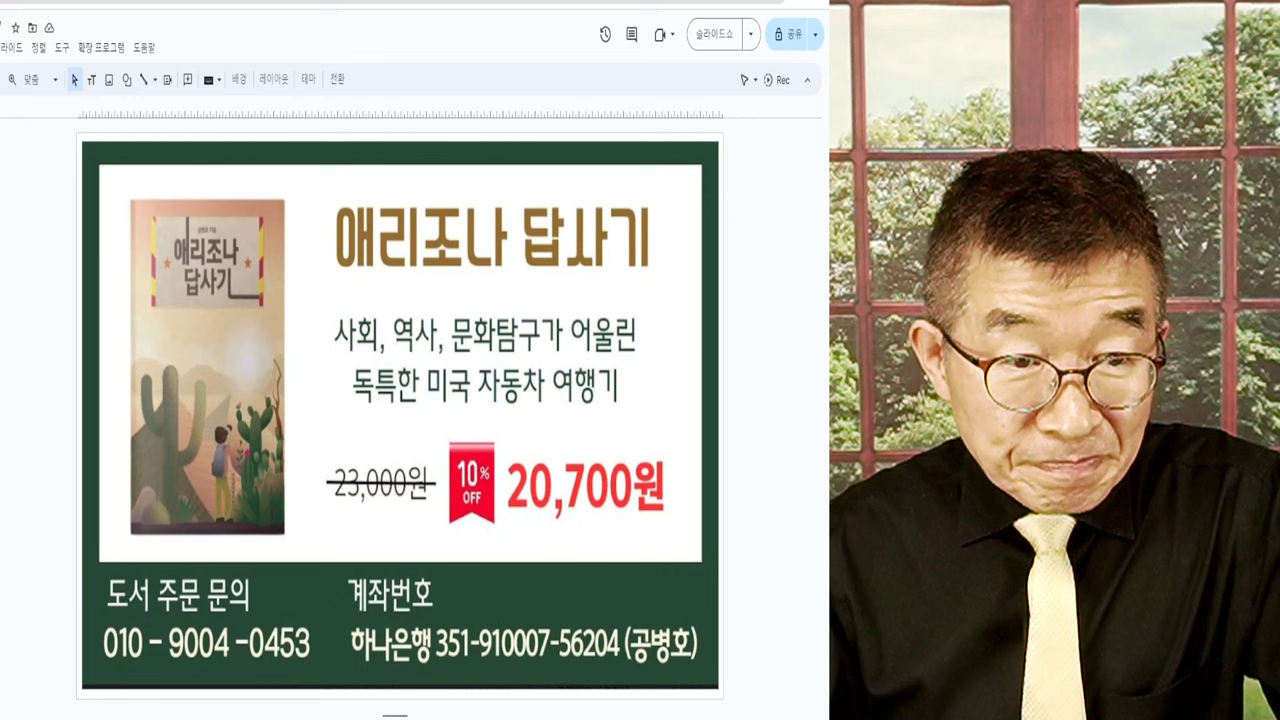 라이드 정렬 도구 확장 프로그램 도움말
슬라이드쇼
공유
맞춤
배경 레이아웃 테마 전환
Rec
공병호 지음
애리조나
답사기
애리조나 답사기
사회, 역사, 문화탐구가 어울린
독특한 미국 자동차 여행기
23,000원
10%
OFF
20,700원
도서 주문 문의
계좌번호
010 - 9004 -0453
하나은행 351-910007-56204 (공병호)